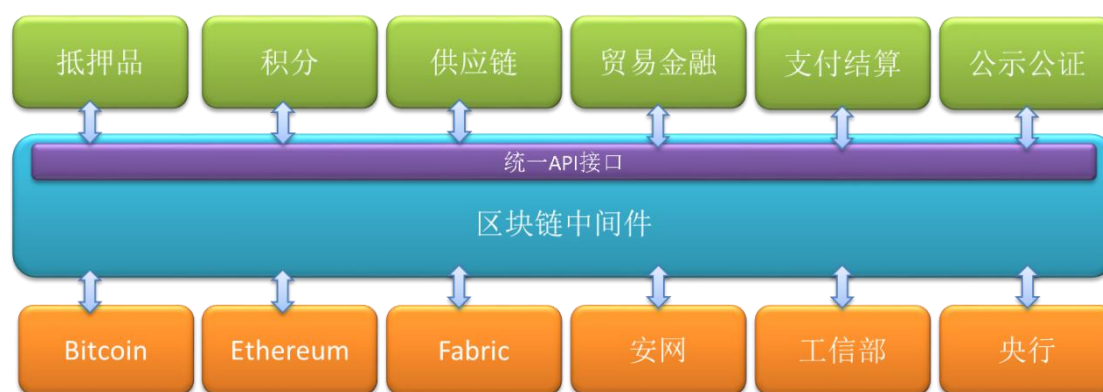 抵押品
积分
供应链
贸易金融
支付结算
公示公证
统一API接口
区块链中间件
Bitcoin
Ethereum
Fabric
安网
工信部
央行